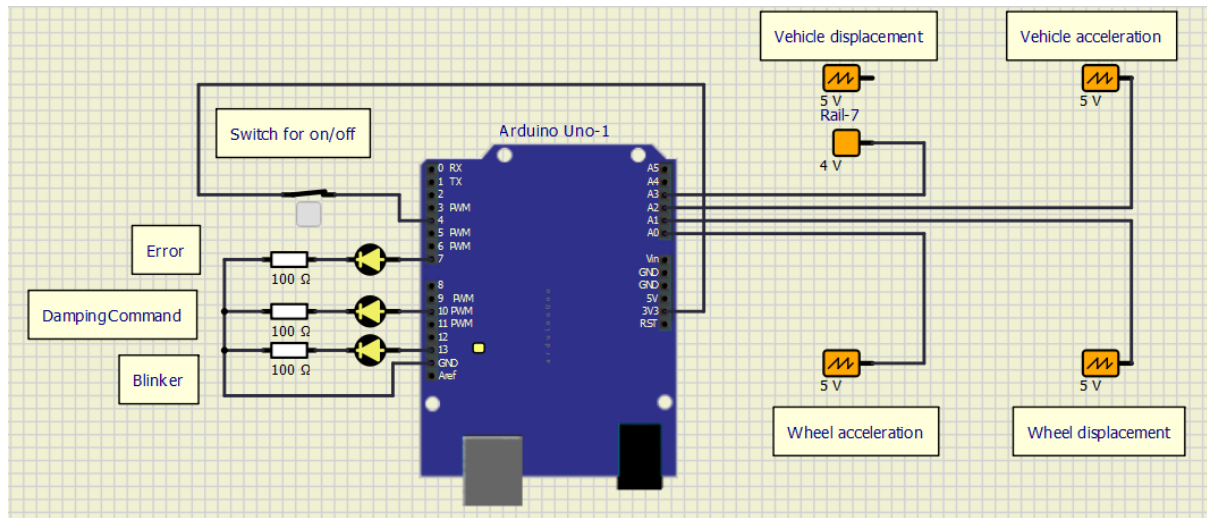 Vehicle displacement
Vehicle acceleration
5 V
5 V
Rail-7
4 V
Switch for on/off
Arduino Uno-1
0 RX
1 TX
2
3 PWM
4
5 PWM
6 PWM
7
8
9 PWM
10 PWM
11 PWM
12
13
GND
Aref
A5
A4
A3
A2
A1
A0
Vin
GND
GND
5V
3V3
RST
arduinoUno
Error
100 Ω
DampingCommand
100 Ω
Blinker
100 Ω
5 V
5 V
Wheel acceleration
Wheel displacement